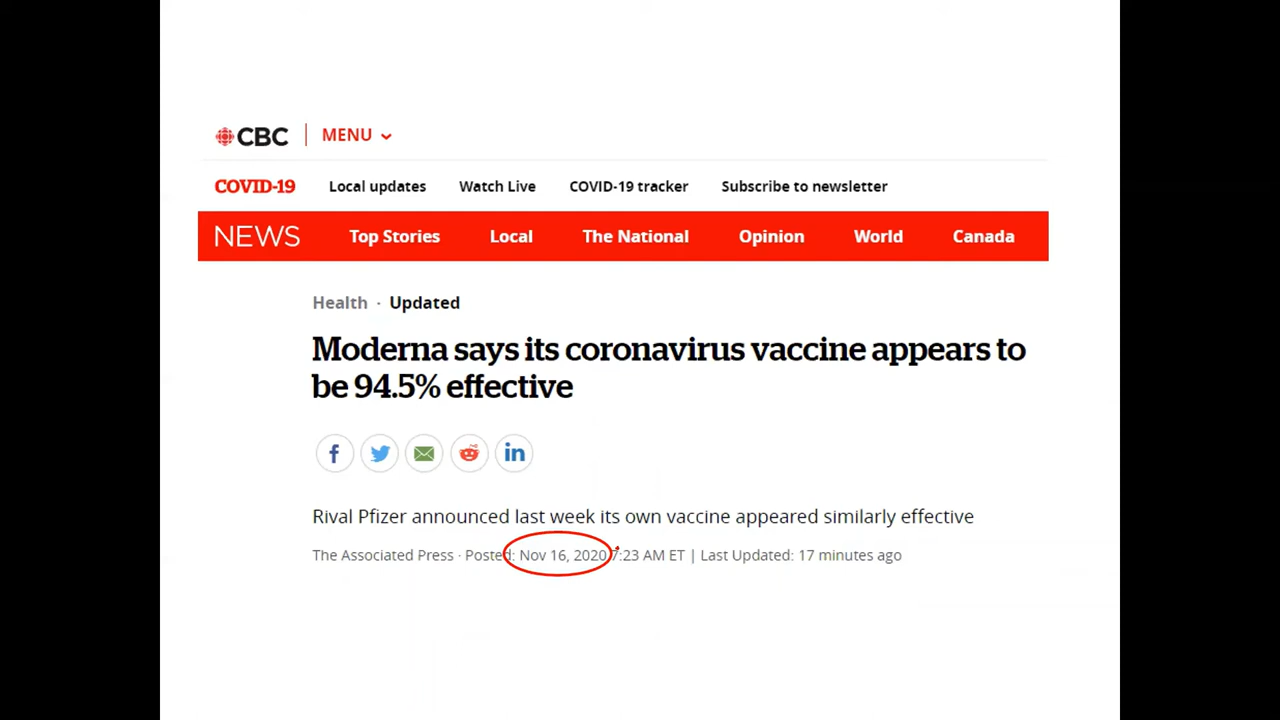 CBC MENU
COVID-19 Local updates Watch Live COVID-19 tracker Subscribe to newsletter
NEWS Top Stories Local The National Opinion World Canada
Health · Updated
Moderna says its coronavirus vaccine appears to
be 94.5% effective
Rival Pfizer announced last week its own vaccine appeared similarly effective
The Associated Press · Posted: Nov 16, 2020 7:23 AM ET | Last Updated: 17 minutes ago